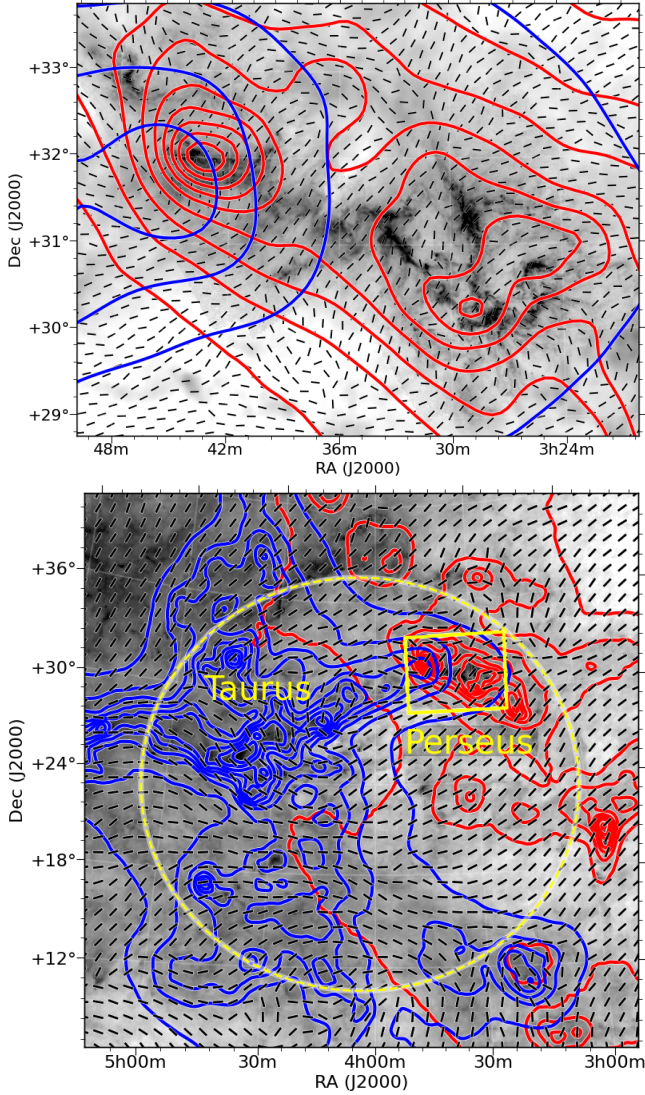 +33°
+32°
+31°
+30°
+29°
Dec (J2000)
48m 42m 36m 30m 3h24m
RA (J2000)
+36°
+30°
+24°
+18°
+12°
Dec (J2000)
Taurus
Perseus
5h00m 30m 4h00m 30m 3h00m
RA (J2000)